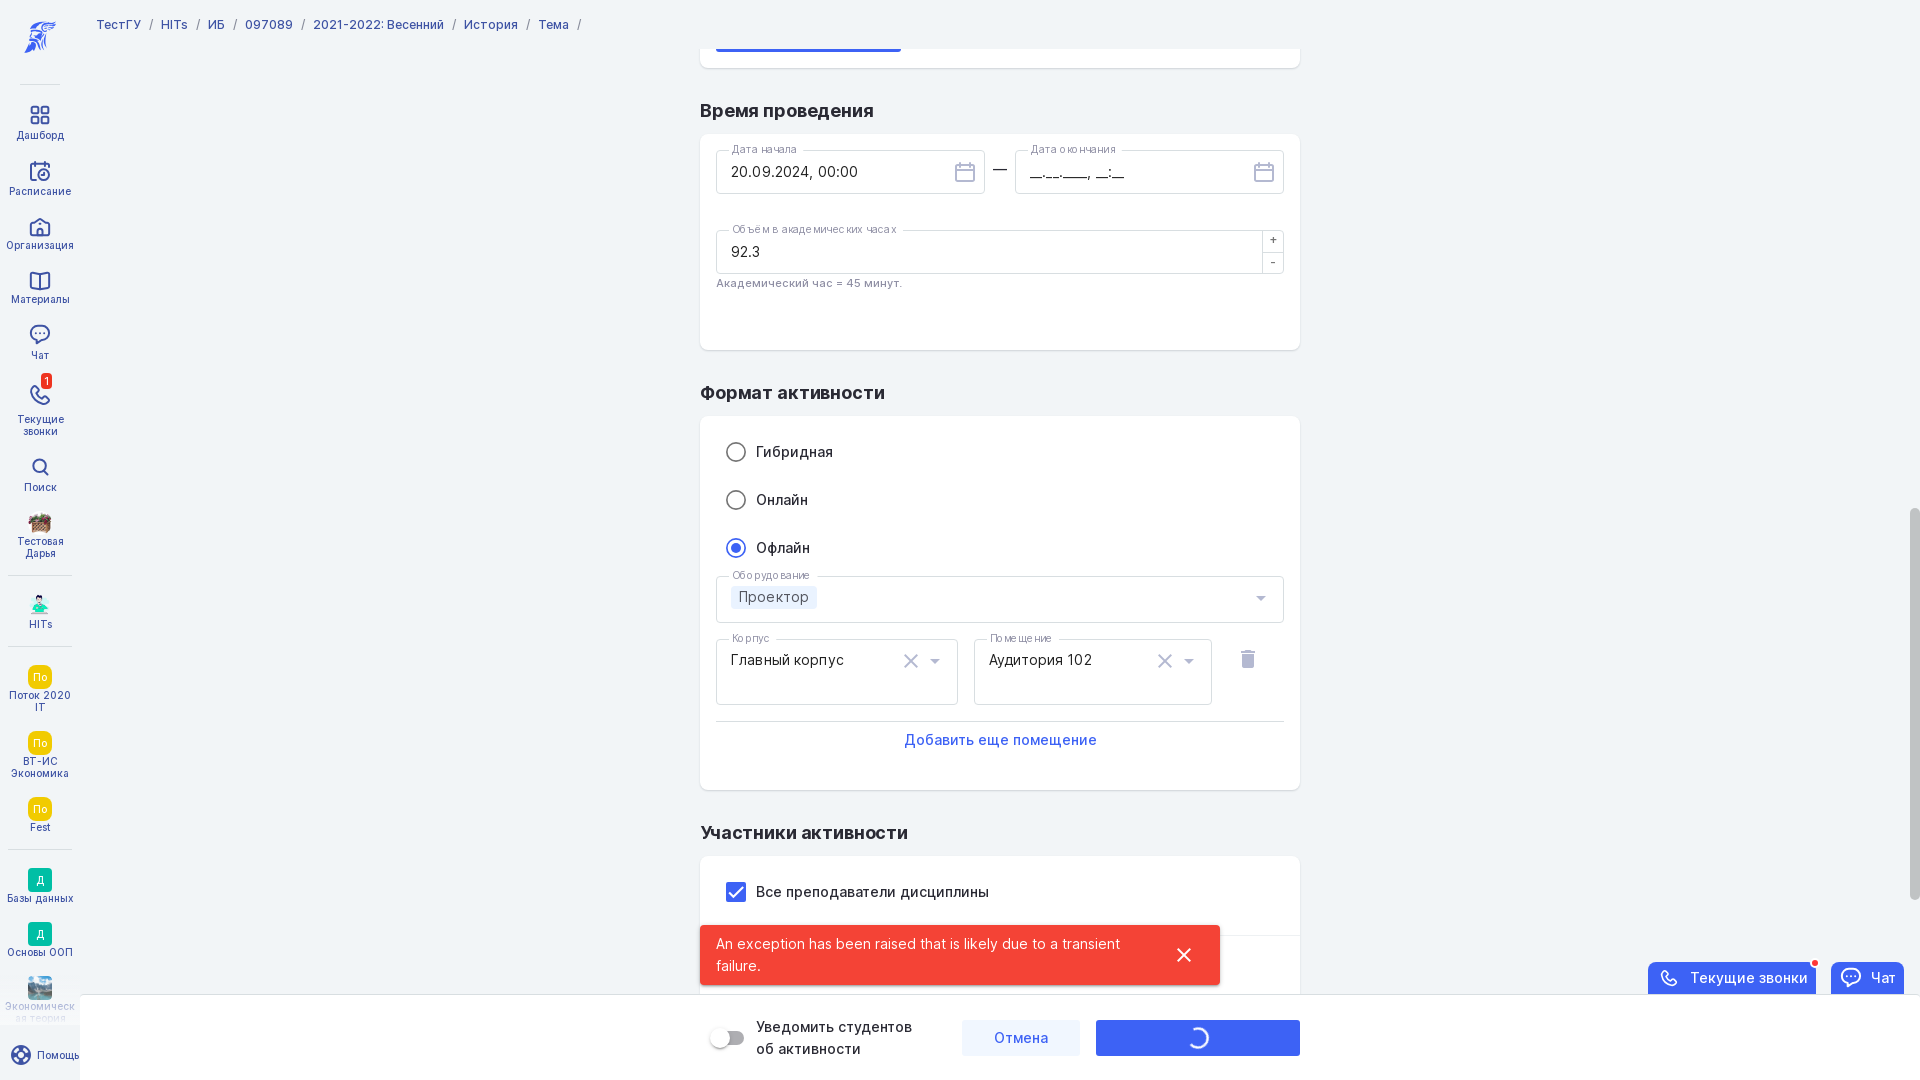 ТестГУ / HITs / ИБ / 097089 / 2021-2022: Весенний / История / Тема /
Дашборд
Расписание
Организация
Материалы
Чат
1
Текущие
звонки
Поиск
Тестовая
Дарья
HITs
По
Поток 2020
IT
По
ВТ-ИС
Экономика
По
Fest
Д
Базы данных
Д
Основы ООП
Экономическ
ая теория
Помощь
Время проведения
Дата начала
20.09.2024, 00:00
—
Дата окончания
__.__.____, __:__
Объём в академических часах
92.3
+
-
Академический час = 45 минут.
Формат активности
Гибридная
Онлайн
Офлайн
Оборудование
Проектор
Корпус
Главный корпус
Помещение
Аудитория 102
Добавить еще помещение
Участники активности
Все преподаватели дисциплины
An exception has been raised that is likely due to a transient
failure.
Текущие звонки
Чат
Уведомить студентов
об активности
Отмена